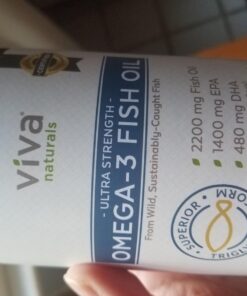 viva
naturals
- ULTRA STRENGTH -
OMEGA-3 FISH OIL
From Wild, Sustainably-Caught Fish
2200 mg Fish Oil
1400 mg EPA
480 mg DHA
SUPERIOR
TRIGL
FORM